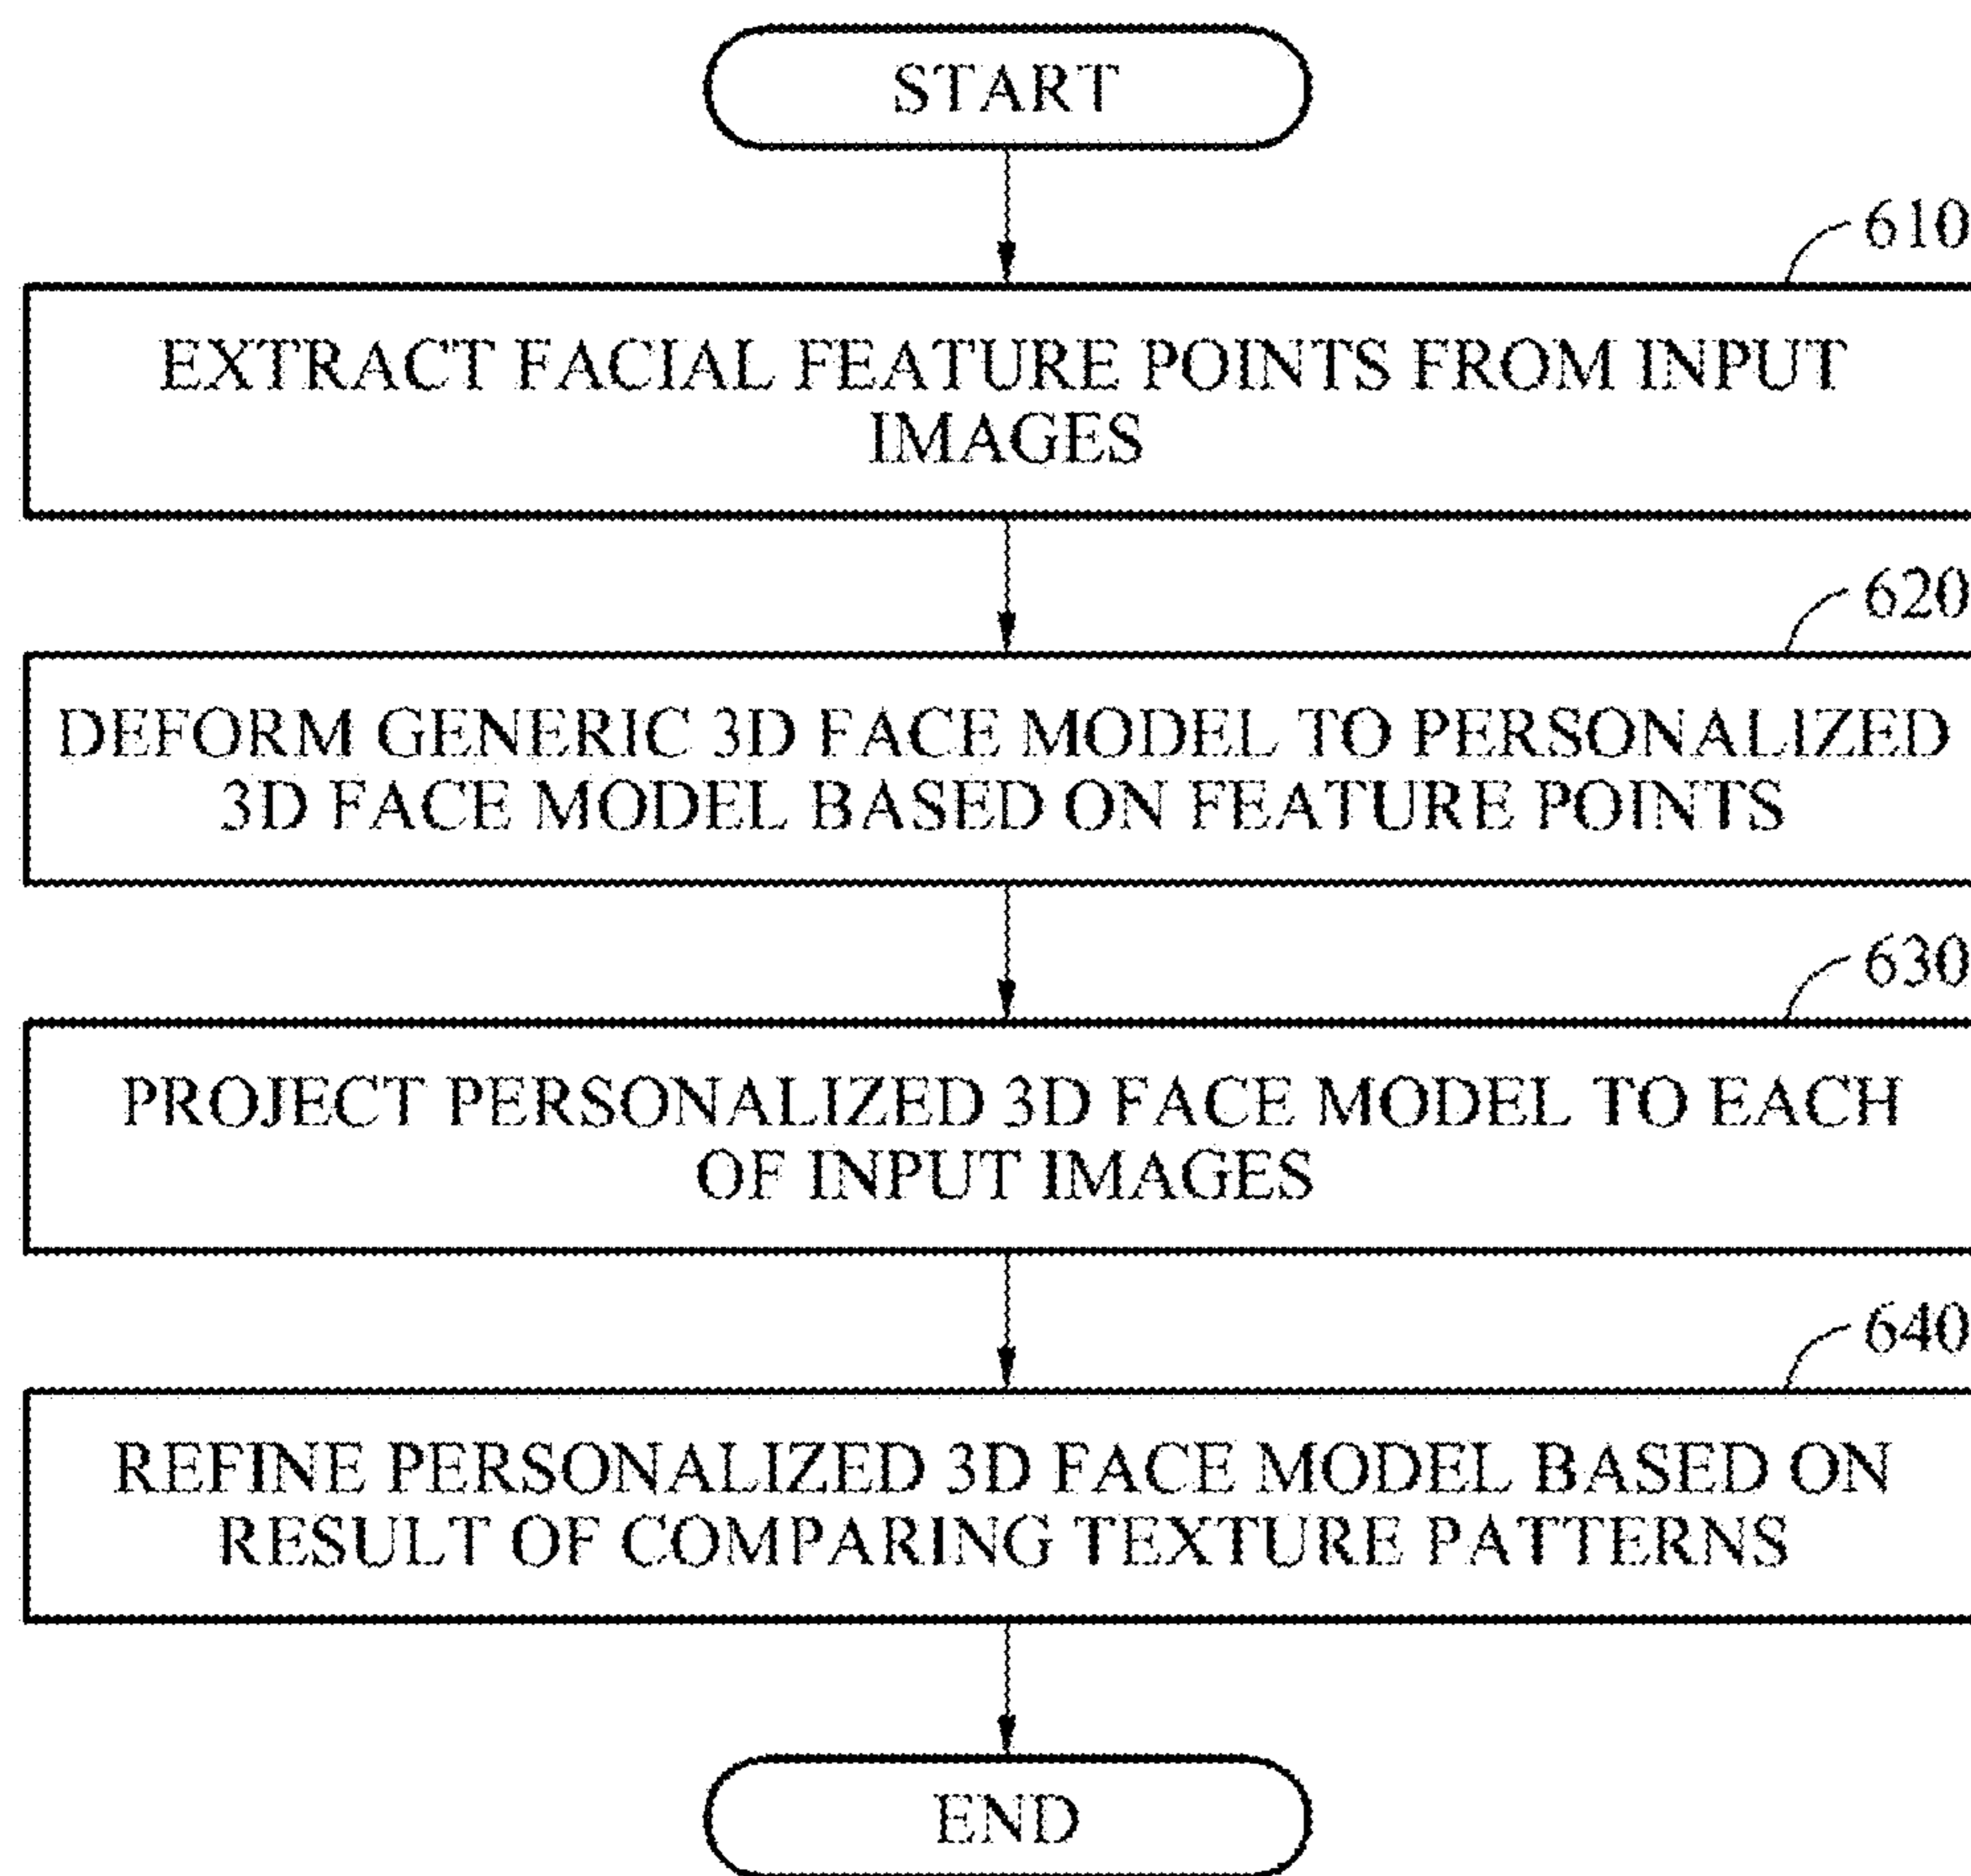 START
610
EXTRACT FACIAL FEATURE POINTS FROM INPUT
IMAGES
620
DEFORM GENERIC 3D FACE MODEL TO PERSONALIZED
3D FACE MODEL BASED ON FEATURE POINTS
630
PROJECT PERSONALIZED 3D FACE MODEL TO EACH
OF INPUT IMAGES
640
REFINE PERSONALIZED 3D FACE MODEL BASED ON
RESULT OF COMPARING TEXTURE PATTERNS
END